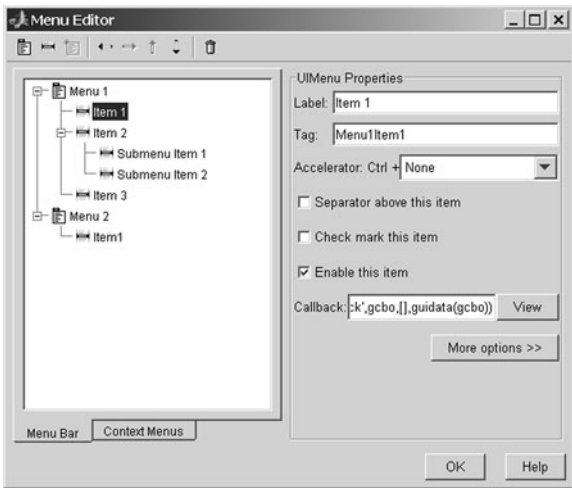 Menu Editor
Menu 1
Item 1
Item 2
Submenu Item 1
Submenu Item 2
Item 3
Menu 2
Item1
Menu Bar
Context Menus
UIMenu Properties
Label: Item 1
Tag: Menu1Item1
Accelerator: Ctrl + None
Separator above this item
Check mark this item
Enable this item
Callback: ck',gcbo,[],guidata(gcbo)) View
More options >>
OK Help